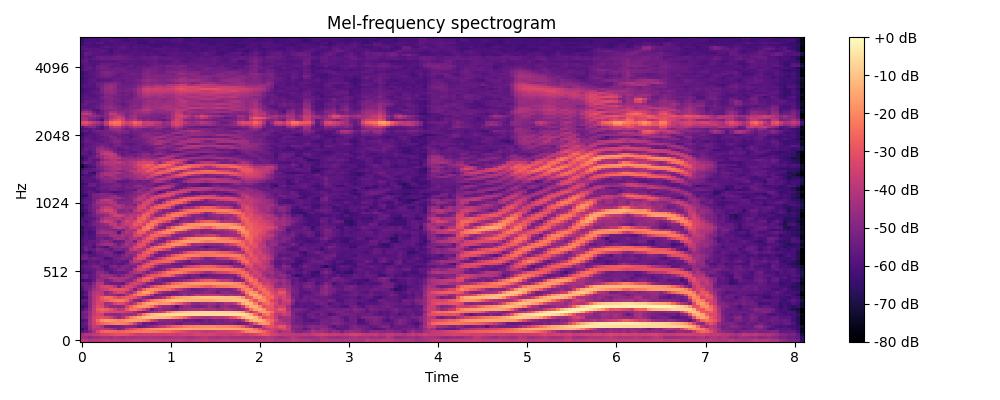 Mel-frequency spectrogram
+0 dB
4096
-10 dB
-20 dB
2048
-30 dB
Hz
1024
-40 dB
-50 dB
512
-60 dB
-70 dB
0
-80 dB
0 1 2 3 4 5 6 7 8
Time